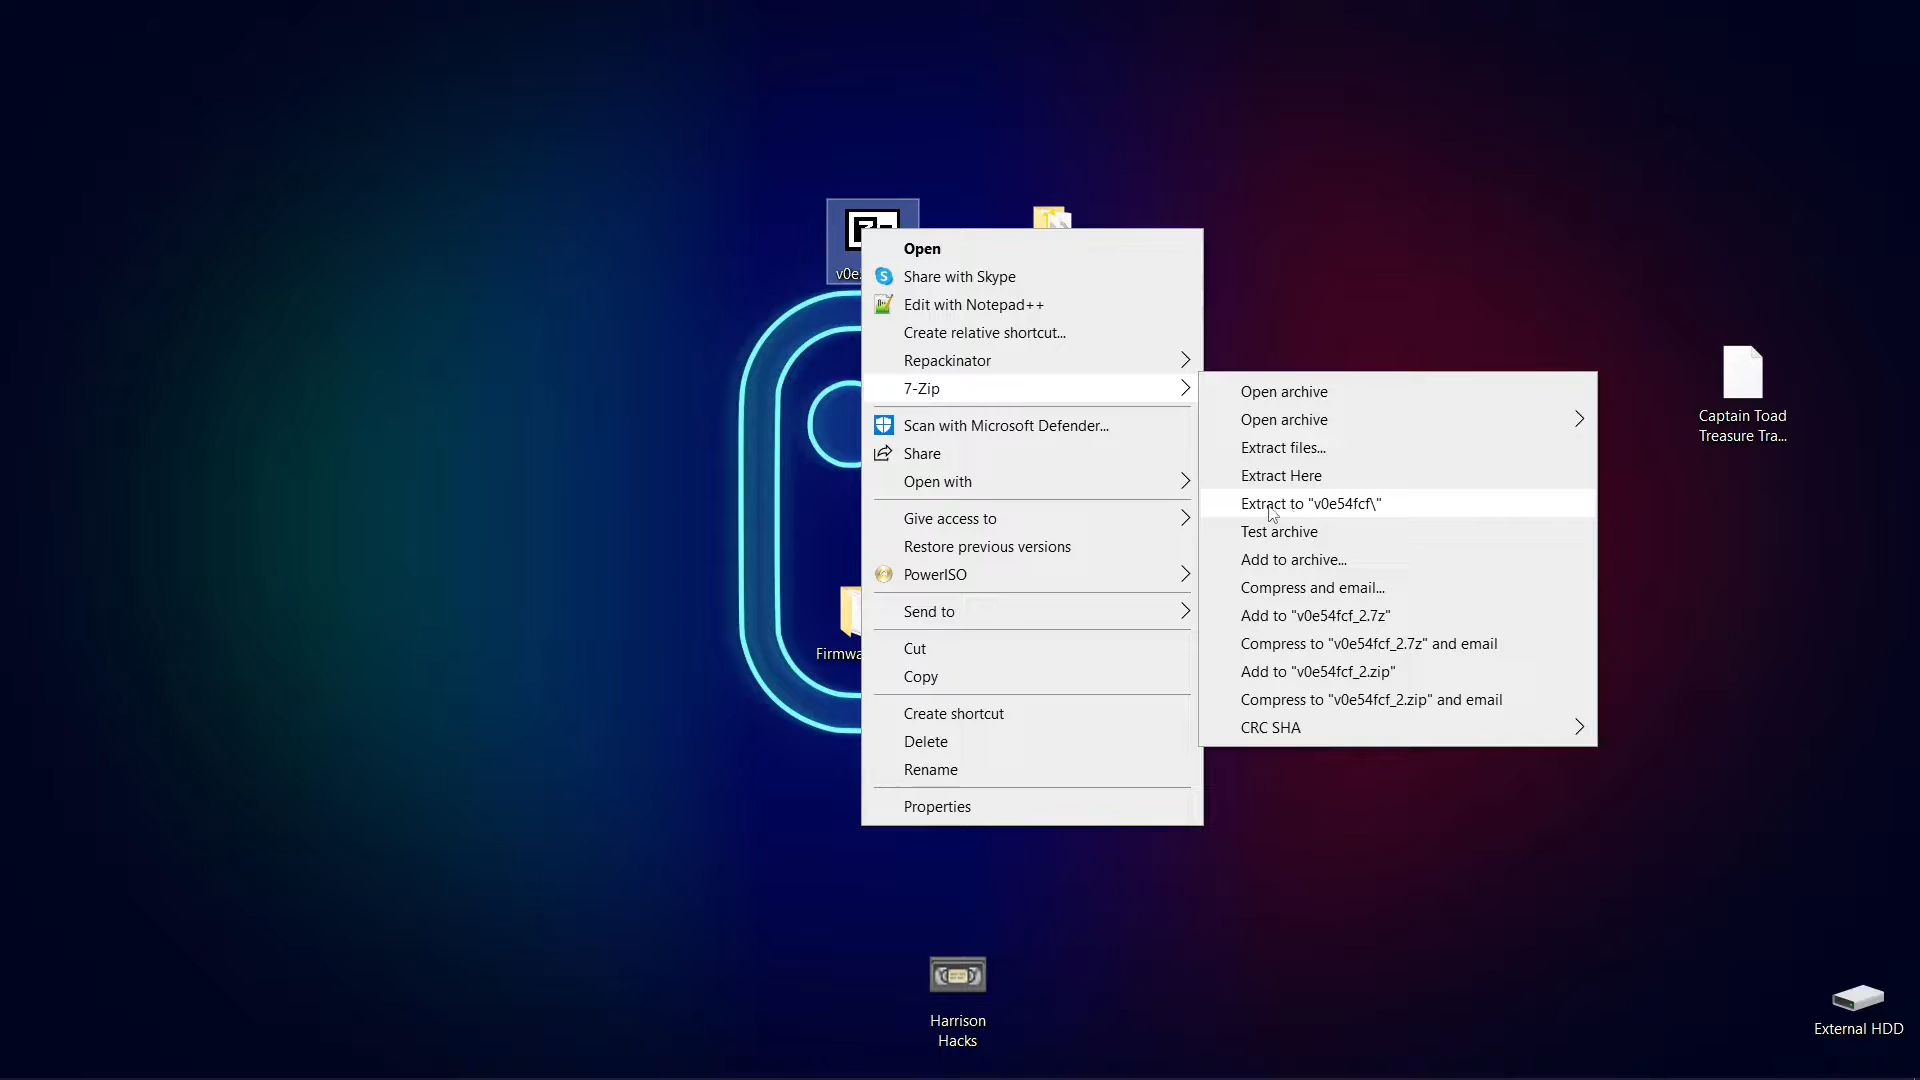 v0e5
Open
Share with Skype
Edit with Notepad++
Create relative shortcut...
Repackinator
7-Zip
Scan with Microsoft Defender...
Share
Open with
Give access to
Restore previous versions
PowerISO
Send to
Cut
Copy
Create shortcut
Delete
Rename
Properties
Open archive
Open archive
Extract files...
Extract Here
Extract to "v0e54fcf\"
Test archive
Add to archive...
Compress and email...
Add to "v0e54fcf_2.7z"
Compress to "v0e54fcf_2.7z" and email
Add to "v0e54fcf_2.zip"
Compress to "v0e54fcf_2.zip" and email
CRC SHA
Captain Toad
Treasure Tra...
Firmwa
Harrison
Hacks
External HDD